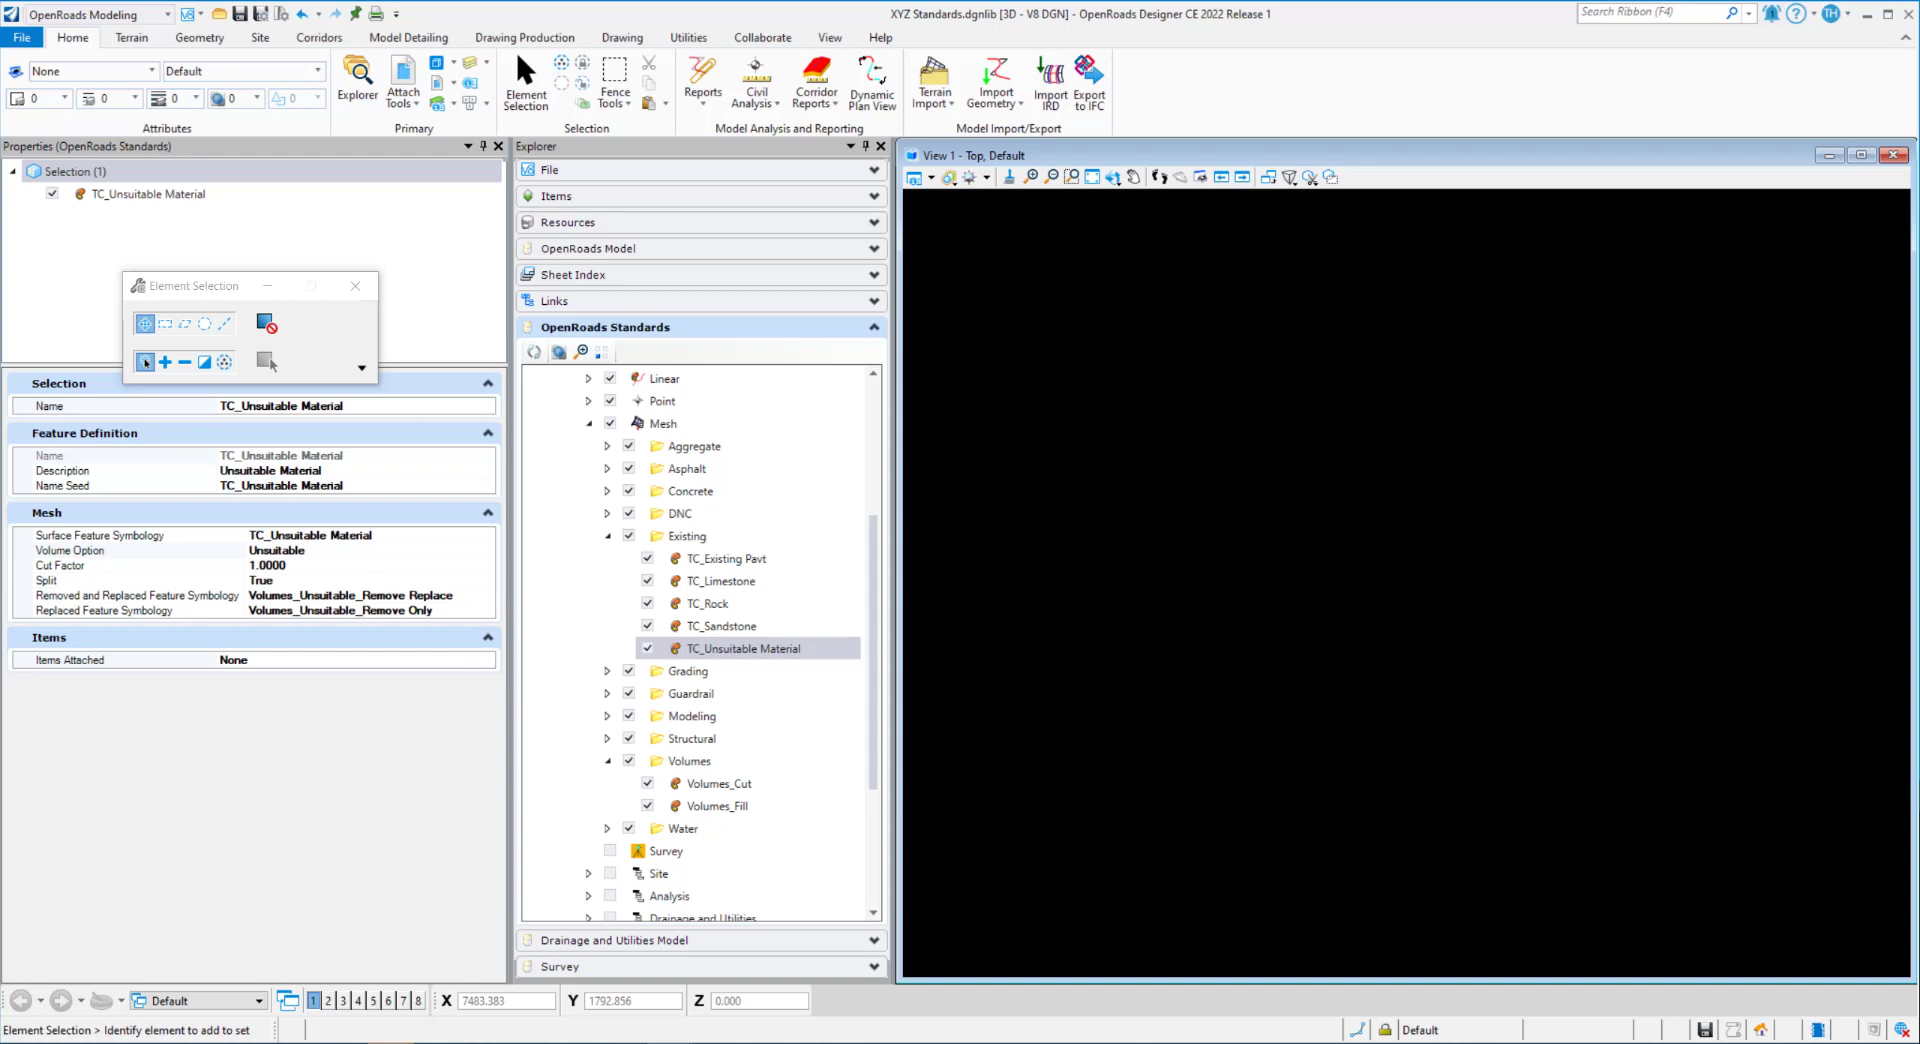 OpenRoads Modeling
XYZ Standards.dgnlib [3D - V8 DGN] - OpenRoads Designer CE 2022 Release 1
Search Ribbon (F4)
TH
File Home Terrain Geometry Site Corridors Model Detailing Drawing Production Drawing Utilities Collaborate View Help
None Default
0 0 0 0 0
Attributes
Explorer
Attach Tools
Primary
Element Selection
Fence Tools
Selection
Reports
Civil Analysis
Corridor Reports
Dynamic Plan View
Model Analysis and Reporting
Terrain Import
Import Geometry
Import IRD
Export to IFC
Model Import/Export
Properties (OpenRoads Standards)
Selection (1)
TC_Unsuitable Material
Element Selection
Selection
Name TC_Unsuitable Material
Feature Definition
Name TC_Unsuitable Material
Description Unsuitable Material
Name Seed TC_Unsuitable Material
Mesh
Surface Feature Symbology TC_Unsuitable Material
Volume Option Unsuitable
Cut Factor 1.0000
Split True
Removed and Replaced Feature Symbology Volumes_Unsuitable_Remove Replace
Replaced Feature Symbology Volumes_Unsuitable_Remove Only
Items
Items Attached None
Explorer
File
Items
Resources
OpenRoads Model
Sheet Index
Links
OpenRoads Standards
Linear
Point
Mesh
Aggregate
Asphalt
Concrete
DNC
Existing
TC_Existing Pavt
TC_Limestone
TC_Rock
TC_Sandstone
TC_Unsuitable Material
Grading
Guardrail
Modeling
Structural
Volumes
Volumes_Cut
Volumes_Fill
Water
Survey
Site
Analysis
Drainage and Utilities
Drainage and Utilities Model
Survey
View 1 - Top, Default
Default 1 2 3 4 5 6 7 8 X 7483.383 Y 1792.856 Z 0.000
Element Selection > Identify element to add to set
Default